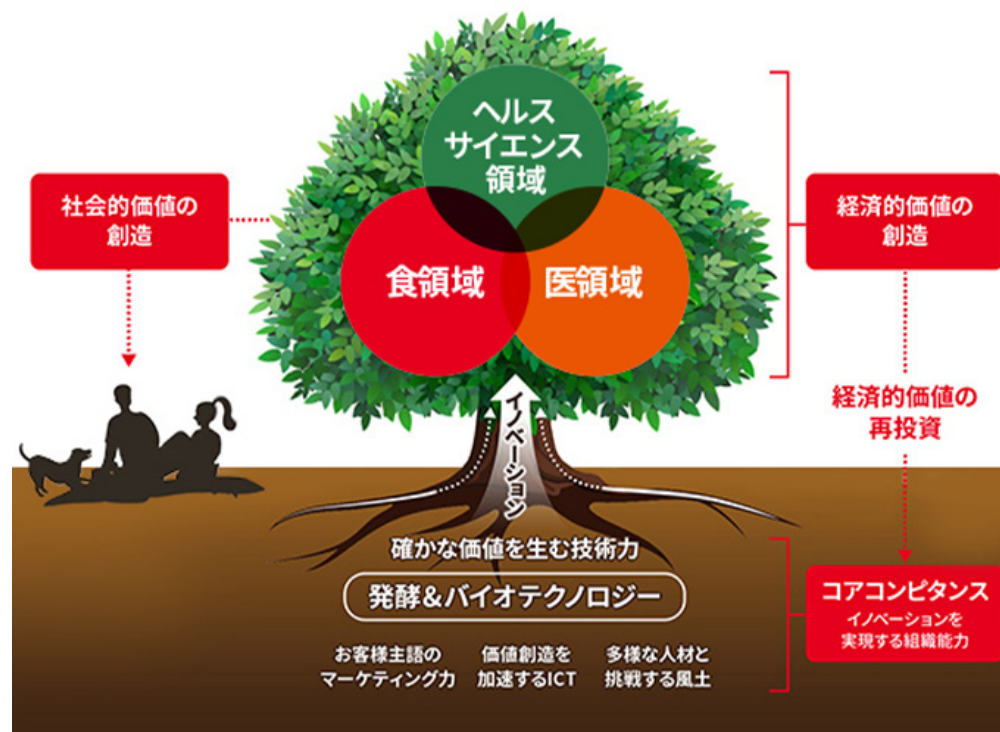 ヘルス
サイエンス
領域
社会的価値の
創造
経済的価値の
創造
食領域
医領域
イノベーション
経済的価値の
再投資
確かな価値を生む技術力
発酵&バイオテクノロジー
お客様主語の
マーケティング力
価値創造を
加速するICT
多様な人材と
挑戦する風土
コアコンピタンス
イノベーションを
実現する組織能力